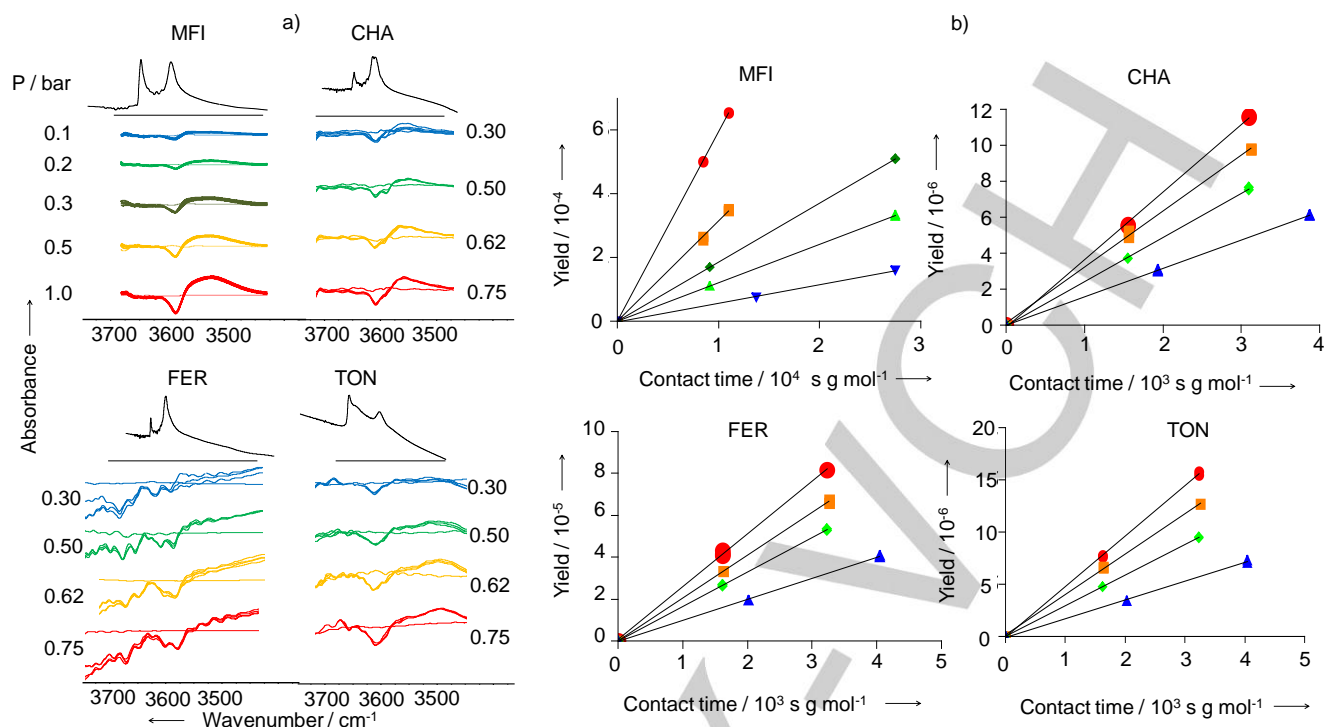 a)
MFI
CHA
P / bar
0.1
0.2
0.3
0.5
1.0
0.30
0.50
0.62
0.75
3700 3600 3500
3700 3600 3500
FER
TON
0.30
0.50
0.62
0.75
0.30
0.50
0.62
0.75
3700 3600 3500
3700 3600 3500
Absorbance →
← Wavenumber / cm⁻¹
b)
MFI
Yield / 10⁻⁴ →
6
4
2
0
0 1 2 3
Contact time / 10⁴ s g mol⁻¹ →
CHA
Yield / 10⁻⁶ →
12
10
8
6
4
2
0
0 1 2 3 4
Contact time / 10³ s g mol⁻¹ →
FER
Yield / 10⁻⁵ →
10
8
6
4
2
0
0 1 2 3 4 5
Contact time / 10³ s g mol⁻¹ →
TON
Yield / 10⁻⁶ →
20
15
10
5
0
0 1 2 3 4 5
Contact time / 10³ s g mol⁻¹ →